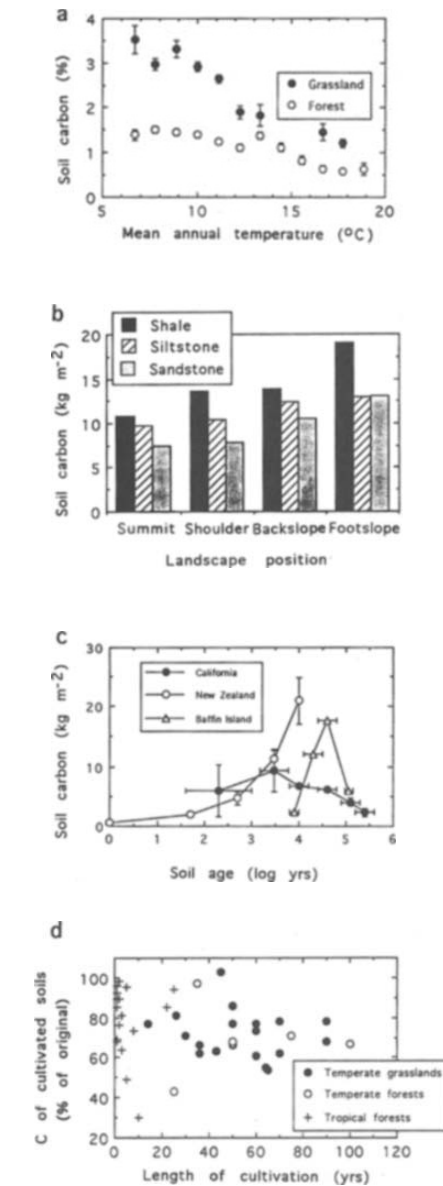 a
4
3
2
1
0
Soil carbon (%)
Grassland
Forest
5 10 15 20
Mean annual temperature (ºC)
b
20
15
10
5
0
Soil carbon (kg m⁻²)
Shale
Siltstone
Sandstone
Summit Shoulder Backslope Footslope
Landscape position
c
30
20
10
0
Soil carbon (kg m⁻²)
California
New Zealand
Baffin Island
0 1 2 3 4 5 6
Soil age (log yrs)
d
100
80
60
40
20
C of cultivated soils
(% of original)
Temperate grasslands
Temperate forests
Tropical forests
0 20 40 60 80 100 120
Length of cultivation (yrs)